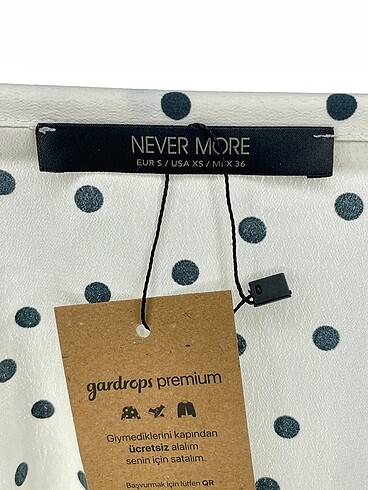 NEVER MORE
EUR S / USA XS / MEX 36
gardrops premium
Giymediklerini kapından
ücretsiz alalım
senin için satalım.
Başvurmak için lütfen QR